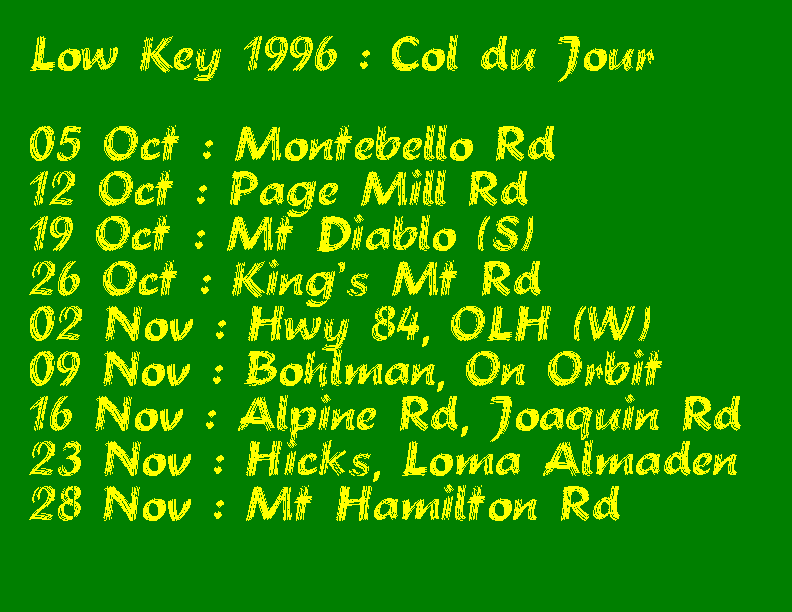 Low Key 1996 : Col du Jour
05 Oct : Montebello Rd
12 Oct : Page Mill Rd
19 Oct : Mt Diablo (S)
26 Oct : King's Mt Rd
02 Nov : Hwy 84, OLH (W)
09 Nov : Bohlman, On Orbit
16 Nov : Alpine Rd, Joaquin Rd
23 Nov : Hicks, Loma Almaden
28 Nov : Mt Hamilton Rd